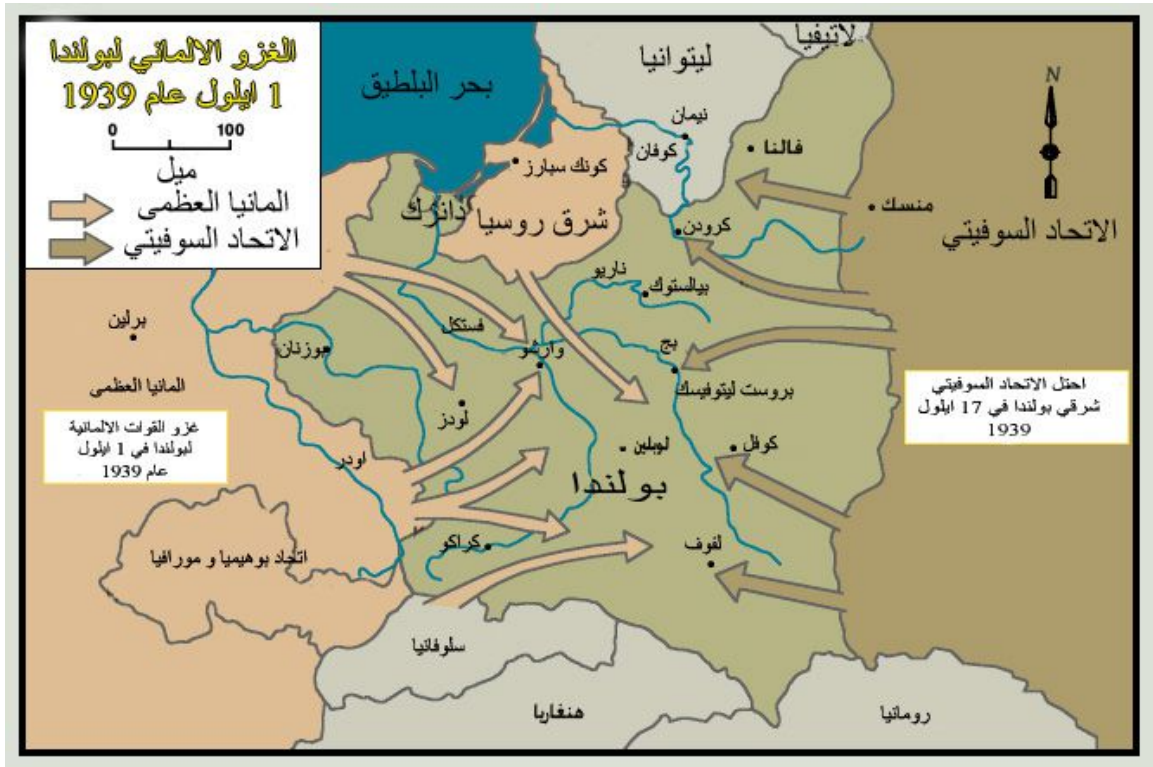 الغزو الالماني لبولندا
1 ايلول عام 1939
0 100
ميل
المانيا العظمى
الاتحاد السوفيتي
بحر البلطيق
ليتوانيا
لاتيفيا
N
نيمان
كوفان
فالنا
كونك سبارز
منسك
الاتحاد السوفيتي
دانزك
شرق روسيا
كرودن
ناريو
بيالستوك
برلين
فستكل
وارشو
بج
بوزنان
بروست ليتوفيسك
المانيا العظمى
لودز
احتل الاتحاد السوفيتي
شرقي بولندا في 17 ايلول
1939
غزو القوات الالمانية
لبولندا في 1 ايلول
عام 1939
اودر
لوبلين
كوفل
بولندا
كراكو
لفوف
اتحاد بوهيميا و مورافيا
سلوفانيا
هنغاريا
رومانيا